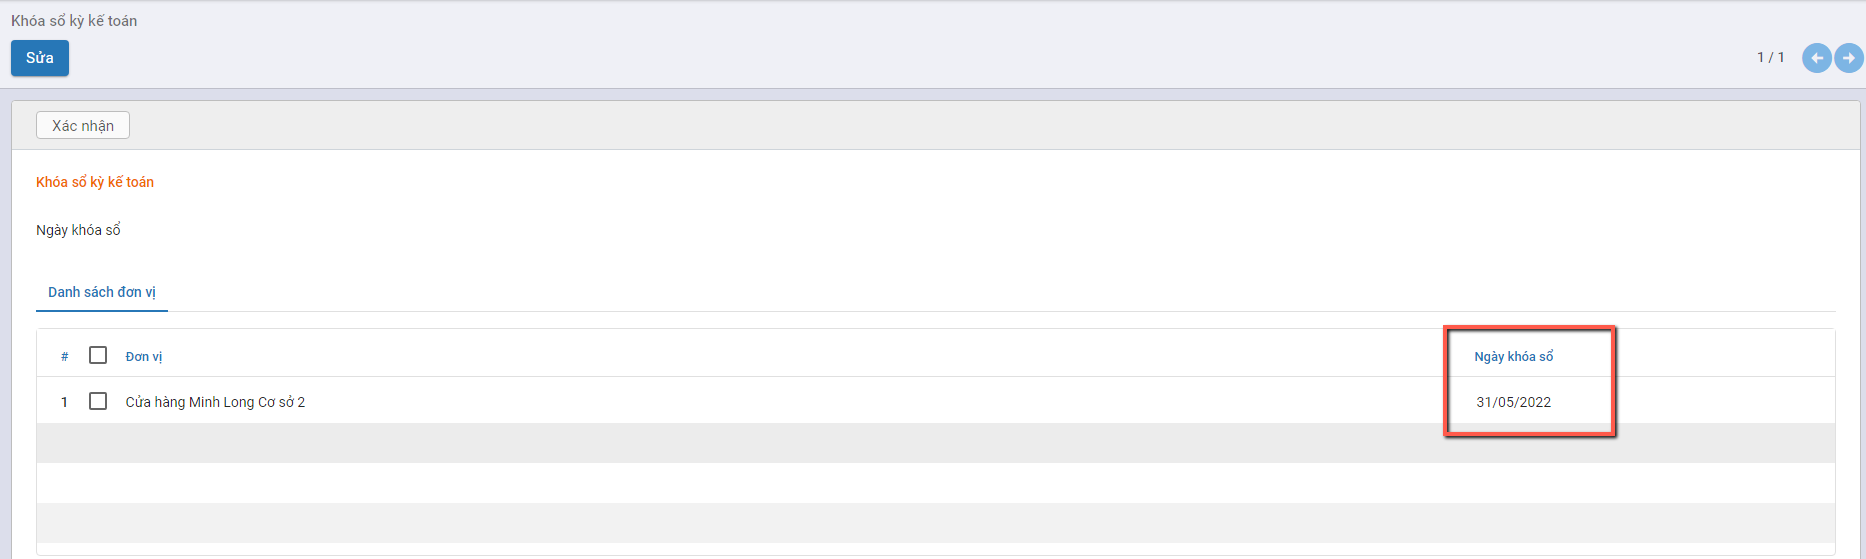 Khóa sổ kỳ kế toán
Sửa
1 / 1
Xác nhận
Khóa sổ kỳ kế toán
Ngày khóa sổ
Danh sách đơn vị
# Đơn vị Ngày khóa sổ
1 Cửa hàng Minh Long Cơ sở 2 31/05/2022